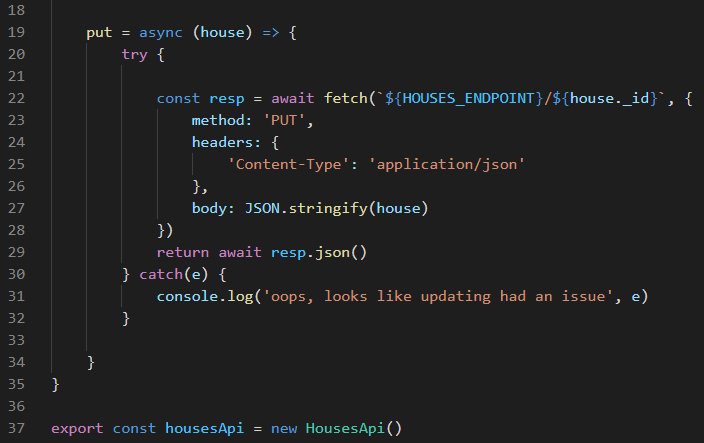 18
19     put = async (house) => {
20         try {
21
22             const resp = await fetch(`${HOUSES_ENDPOINT}/${house._id}`, {
23                 method: 'PUT',
24                 headers: {
25                     'Content-Type': 'application/json'
26                 },
27                 body: JSON.stringify(house)
28             })
29             return await resp.json()
30         } catch(e) {
31             console.log('oops, looks like updating had an issue', e)
32         }
33
34     }
35 }
36
37 export const housesApi = new HousesApi()